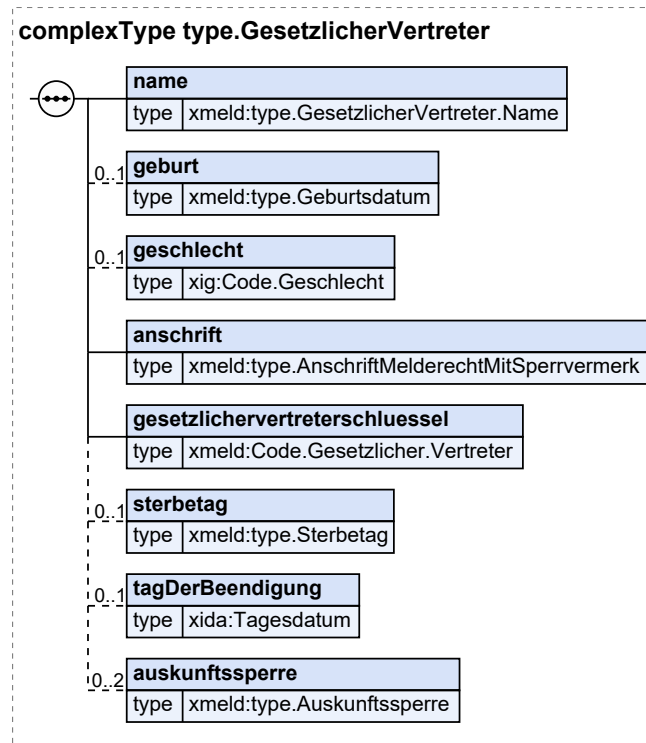 complexType type.GesetzlicherVertreter
name
type xmeld:type.GesetzlicherVertreter.Name
0..1 geburt
type xmeld:type.Geburtsdatum
0..1 geschlecht
type xig:Code.Geschlecht
anschrift
type xmeld:type.AnschriftMelderechtMitSperrvermerk
gesetzlichervertreterschluessel
type xmeld:Code.Gesetzlicher.Vertreter
0..1 sterbetag
type xmeld:type.Sterbetag
0..1 tagDerBeendigung
type xida:Tagesdatum
0..2 auskunftssperre
type xmeld:type.Auskunftssperre